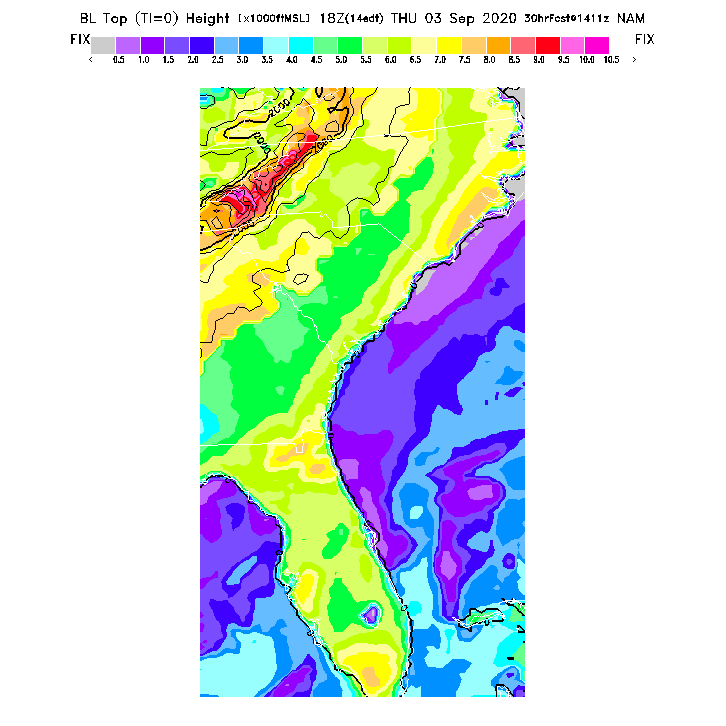 BL Top (TI=0) Height [x1000ftMSL] 18Z(14edt) THU 03 Sep 2020 30hrFcst@1411z NAM
FIX FIX
< 0.5 1.0 1.5 2.0 2.5 3.0 3.5 4.0 4.5 5.0 5.5 6.0 6.5 7.0 7.5 8.0 8.5 9.0 9.5 10.0 10.5 >
2000
2000